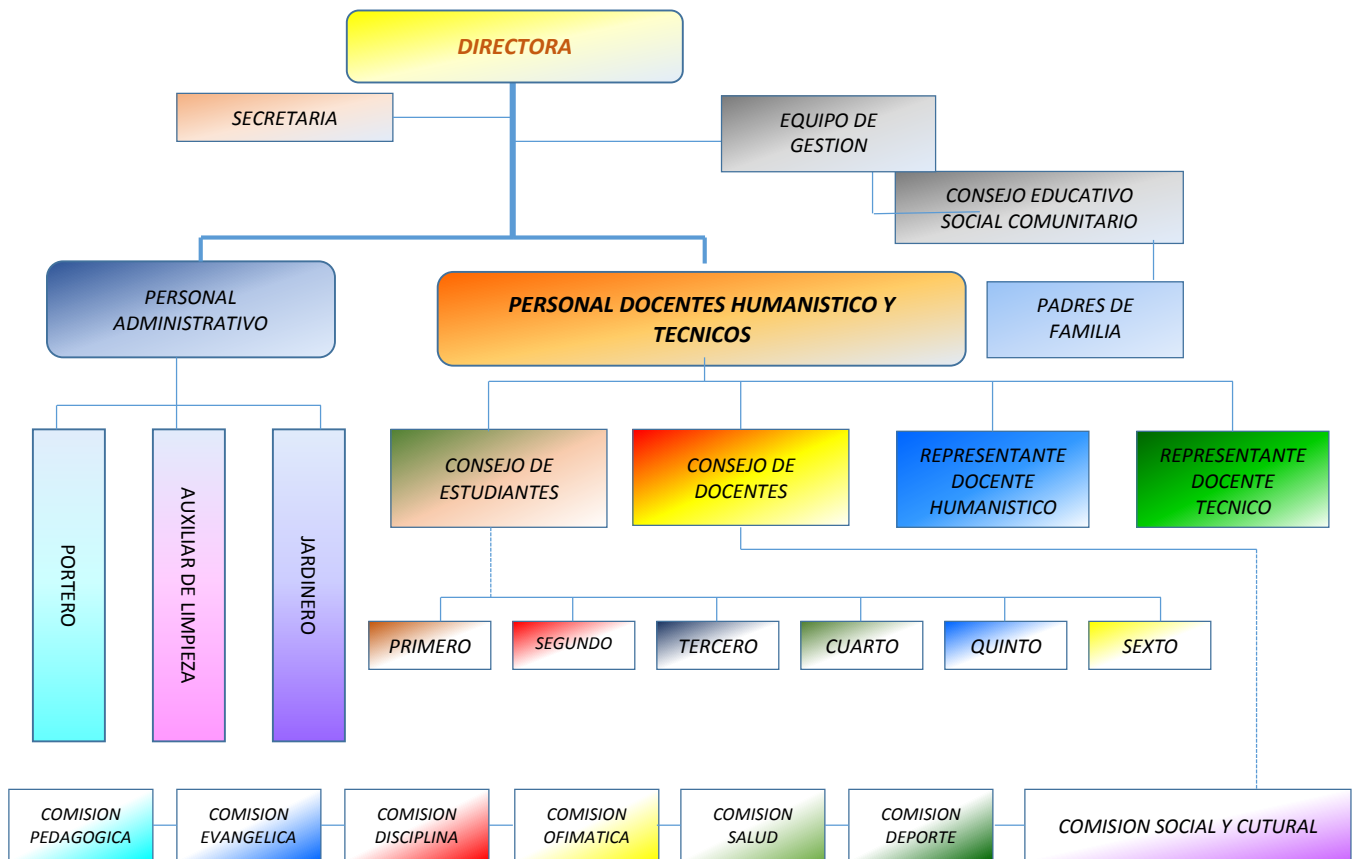 DIRECTORA
SECRETARIA
EQUIPO DE
GESTION
CONSEJO EDUCATIVO
SOCIAL COMUNITARIO
PERSONAL
ADMINISTRATIVO
PERSONAL DOCENTES HUMANISTICO Y
TECNICOS
PADRES DE
FAMILIA
PORTERO
AUXILIAR DE LIMPIEZA
JARDINERO
CONSEJO DE
ESTUDIANTES
CONSEJO DE
DOCENTES
REPRESENTANTE
DOCENTE
HUMANISTICO
REPRESENTANTE
DOCENTE
TECNICO
PRIMERO
SEGUNDO
TERCERO
CUARTO
QUINTO
SEXTO
COMISION
PEDAGOGICA
COMISION
EVANGELICA
COMISION
DISCIPLINA
COMISION
OFIMATICA
COMISION
SALUD
COMISION
DEPORTE
COMISION SOCIAL Y CUTURAL